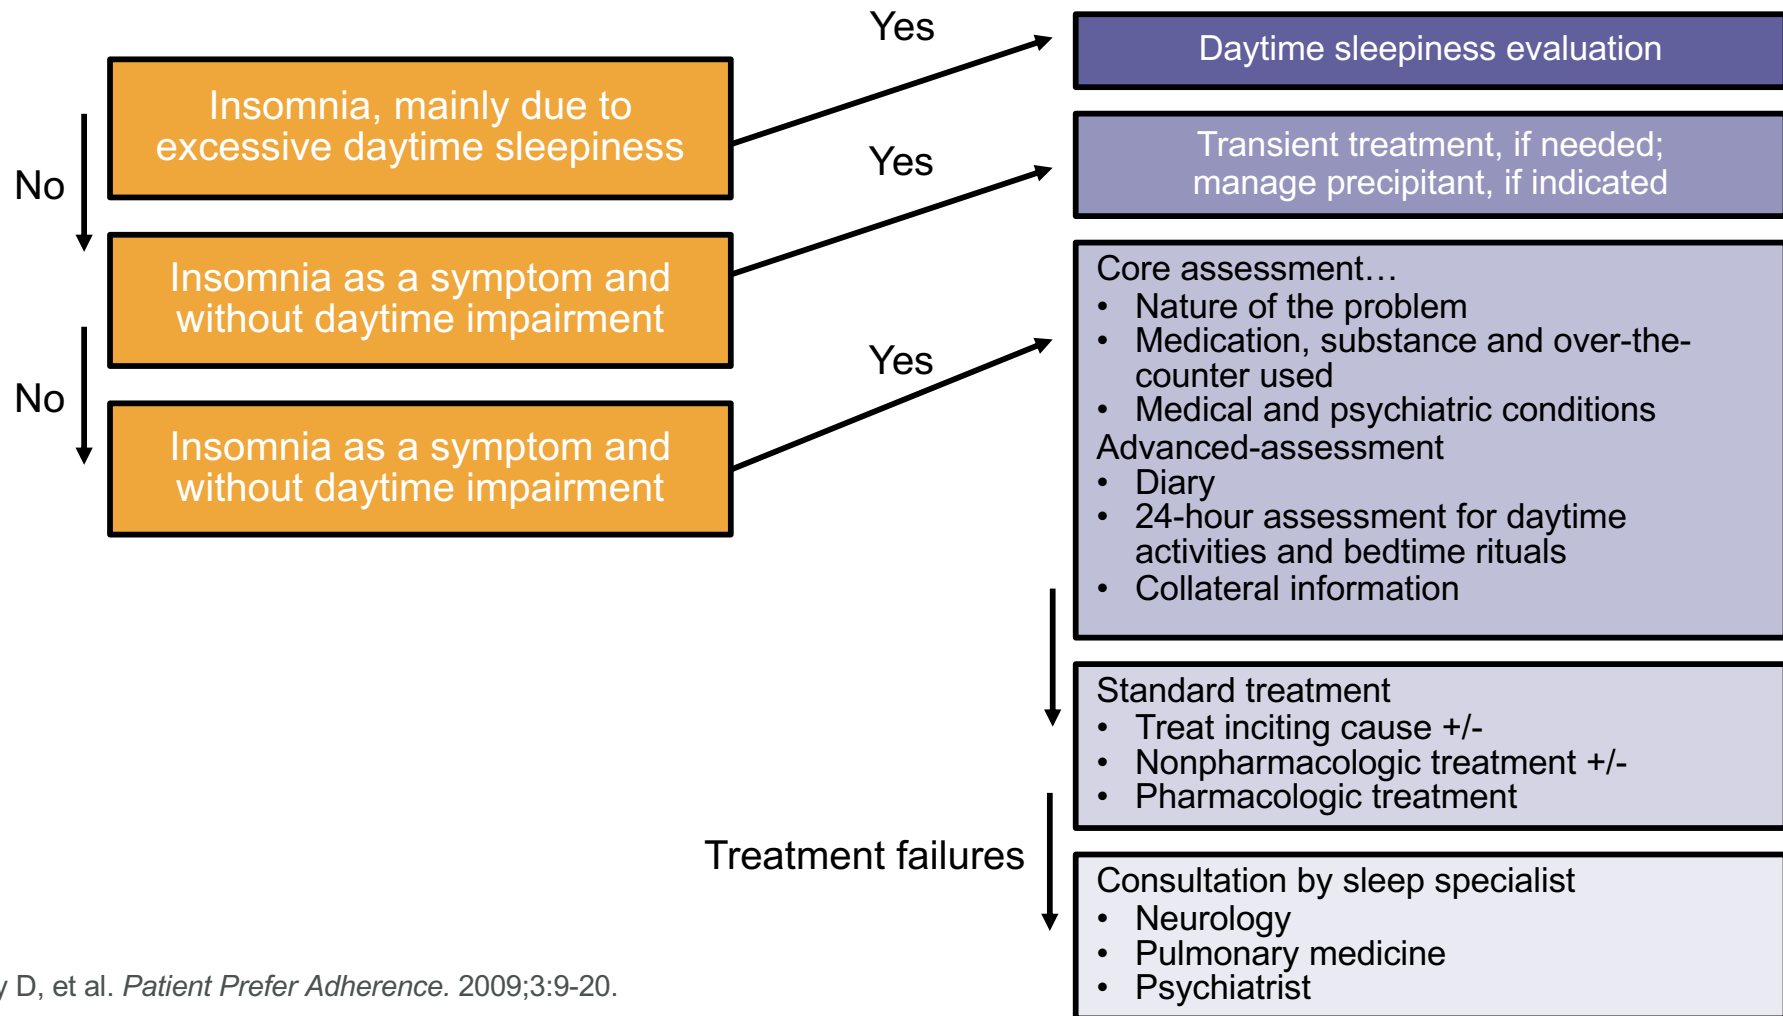 Yes
Daytime sleepiness evaluation
Insomnia, mainly due to
excessive daytime sleepiness
No
Yes
Transient treatment, if needed;
manage precipitant, if indicated
Insomnia as a symptom and
without daytime impairment
No
Yes
Core assessment…
• Nature of the problem
• Medication, substance and over-the-
counter used
• Medical and psychiatric conditions
Advanced-assessment
• Diary
• 24-hour assessment for daytime
activities and bedtime rituals
• Collateral information
Insomnia as a symptom and
without daytime impairment
Standard treatment
• Treat inciting cause +/-
• Nonpharmacologic treatment +/-
• Pharmacologic treatment
Treatment failures
Consultation by sleep specialist
• Neurology
• Pulmonary medicine
• Psychiatrist
y D, et al. Patient Prefer Adherence. 2009;3:9-20.